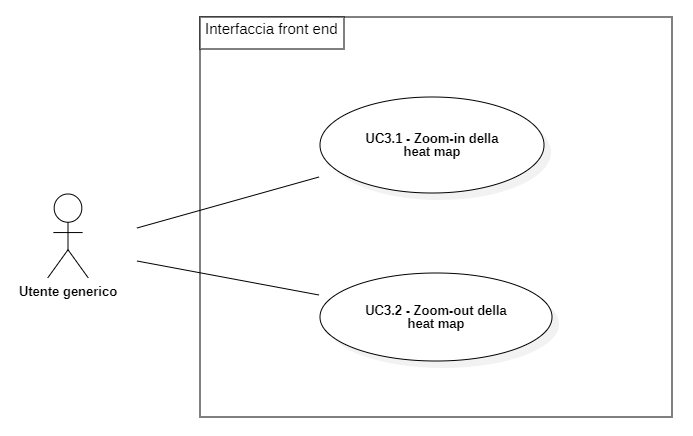 Interfaccia front end
UC3.1 - Zoom-in della
heat map
Utente generico
UC3.2 - Zoom-out della
heat map